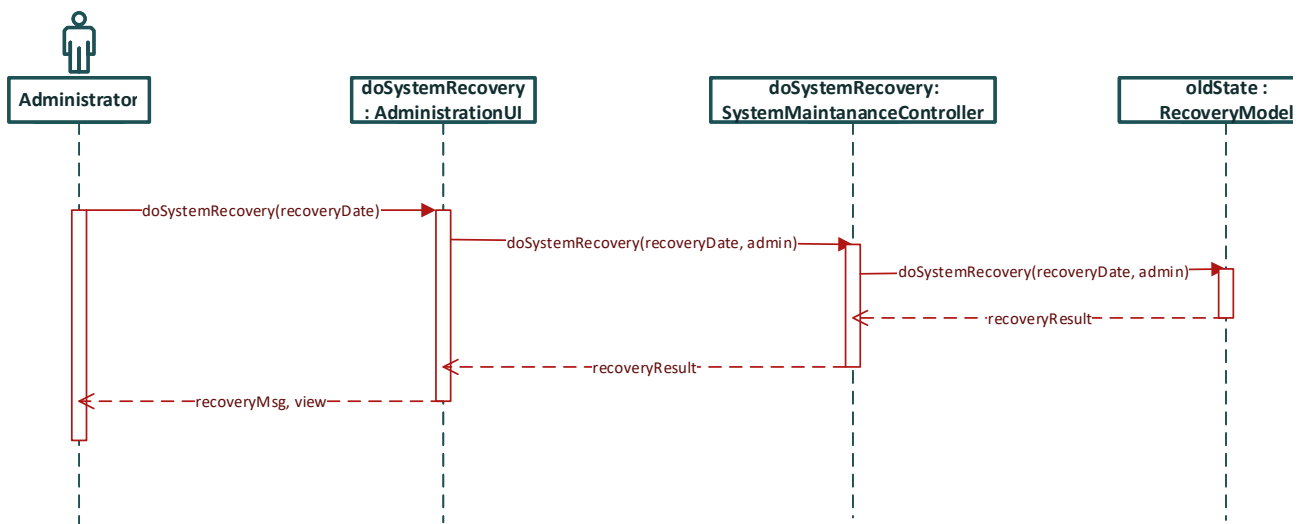 Administrator
doSystemRecovery
: AdministrationUI
doSystemRecovery:
SystemMaintananceController
oldState :
RecoveryModel
doSystemRecovery(recoveryDate)
doSystemRecovery(recoveryDate, admin)
doSystemRecovery(recoveryDate, admin)
recoveryResult
recoveryResult
recoveryMsg, view